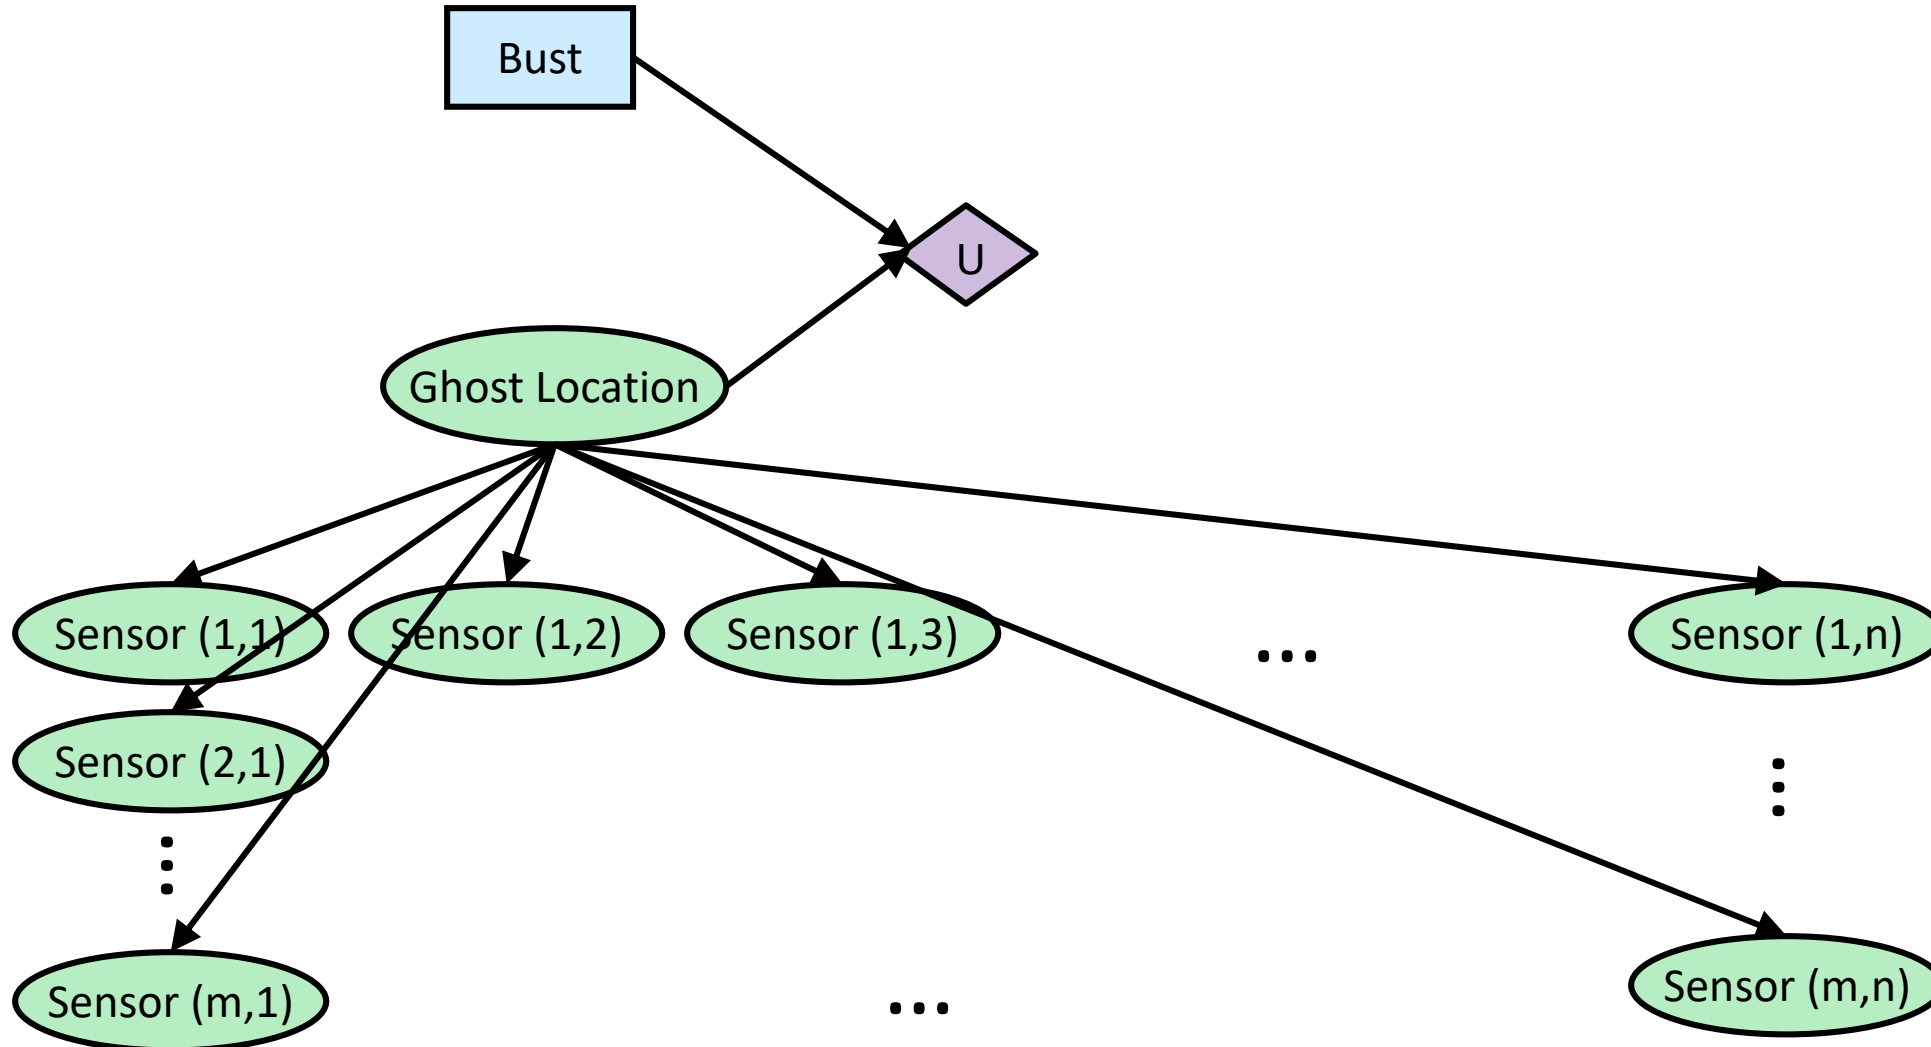 Bust
U
Ghost Location
Sensor (1,1)
Sensor (1,2)
Sensor (1,3)
...
Sensor (1,n)
Sensor (2,1)
...
...
Sensor (m,1)
...
Sensor (m,n)